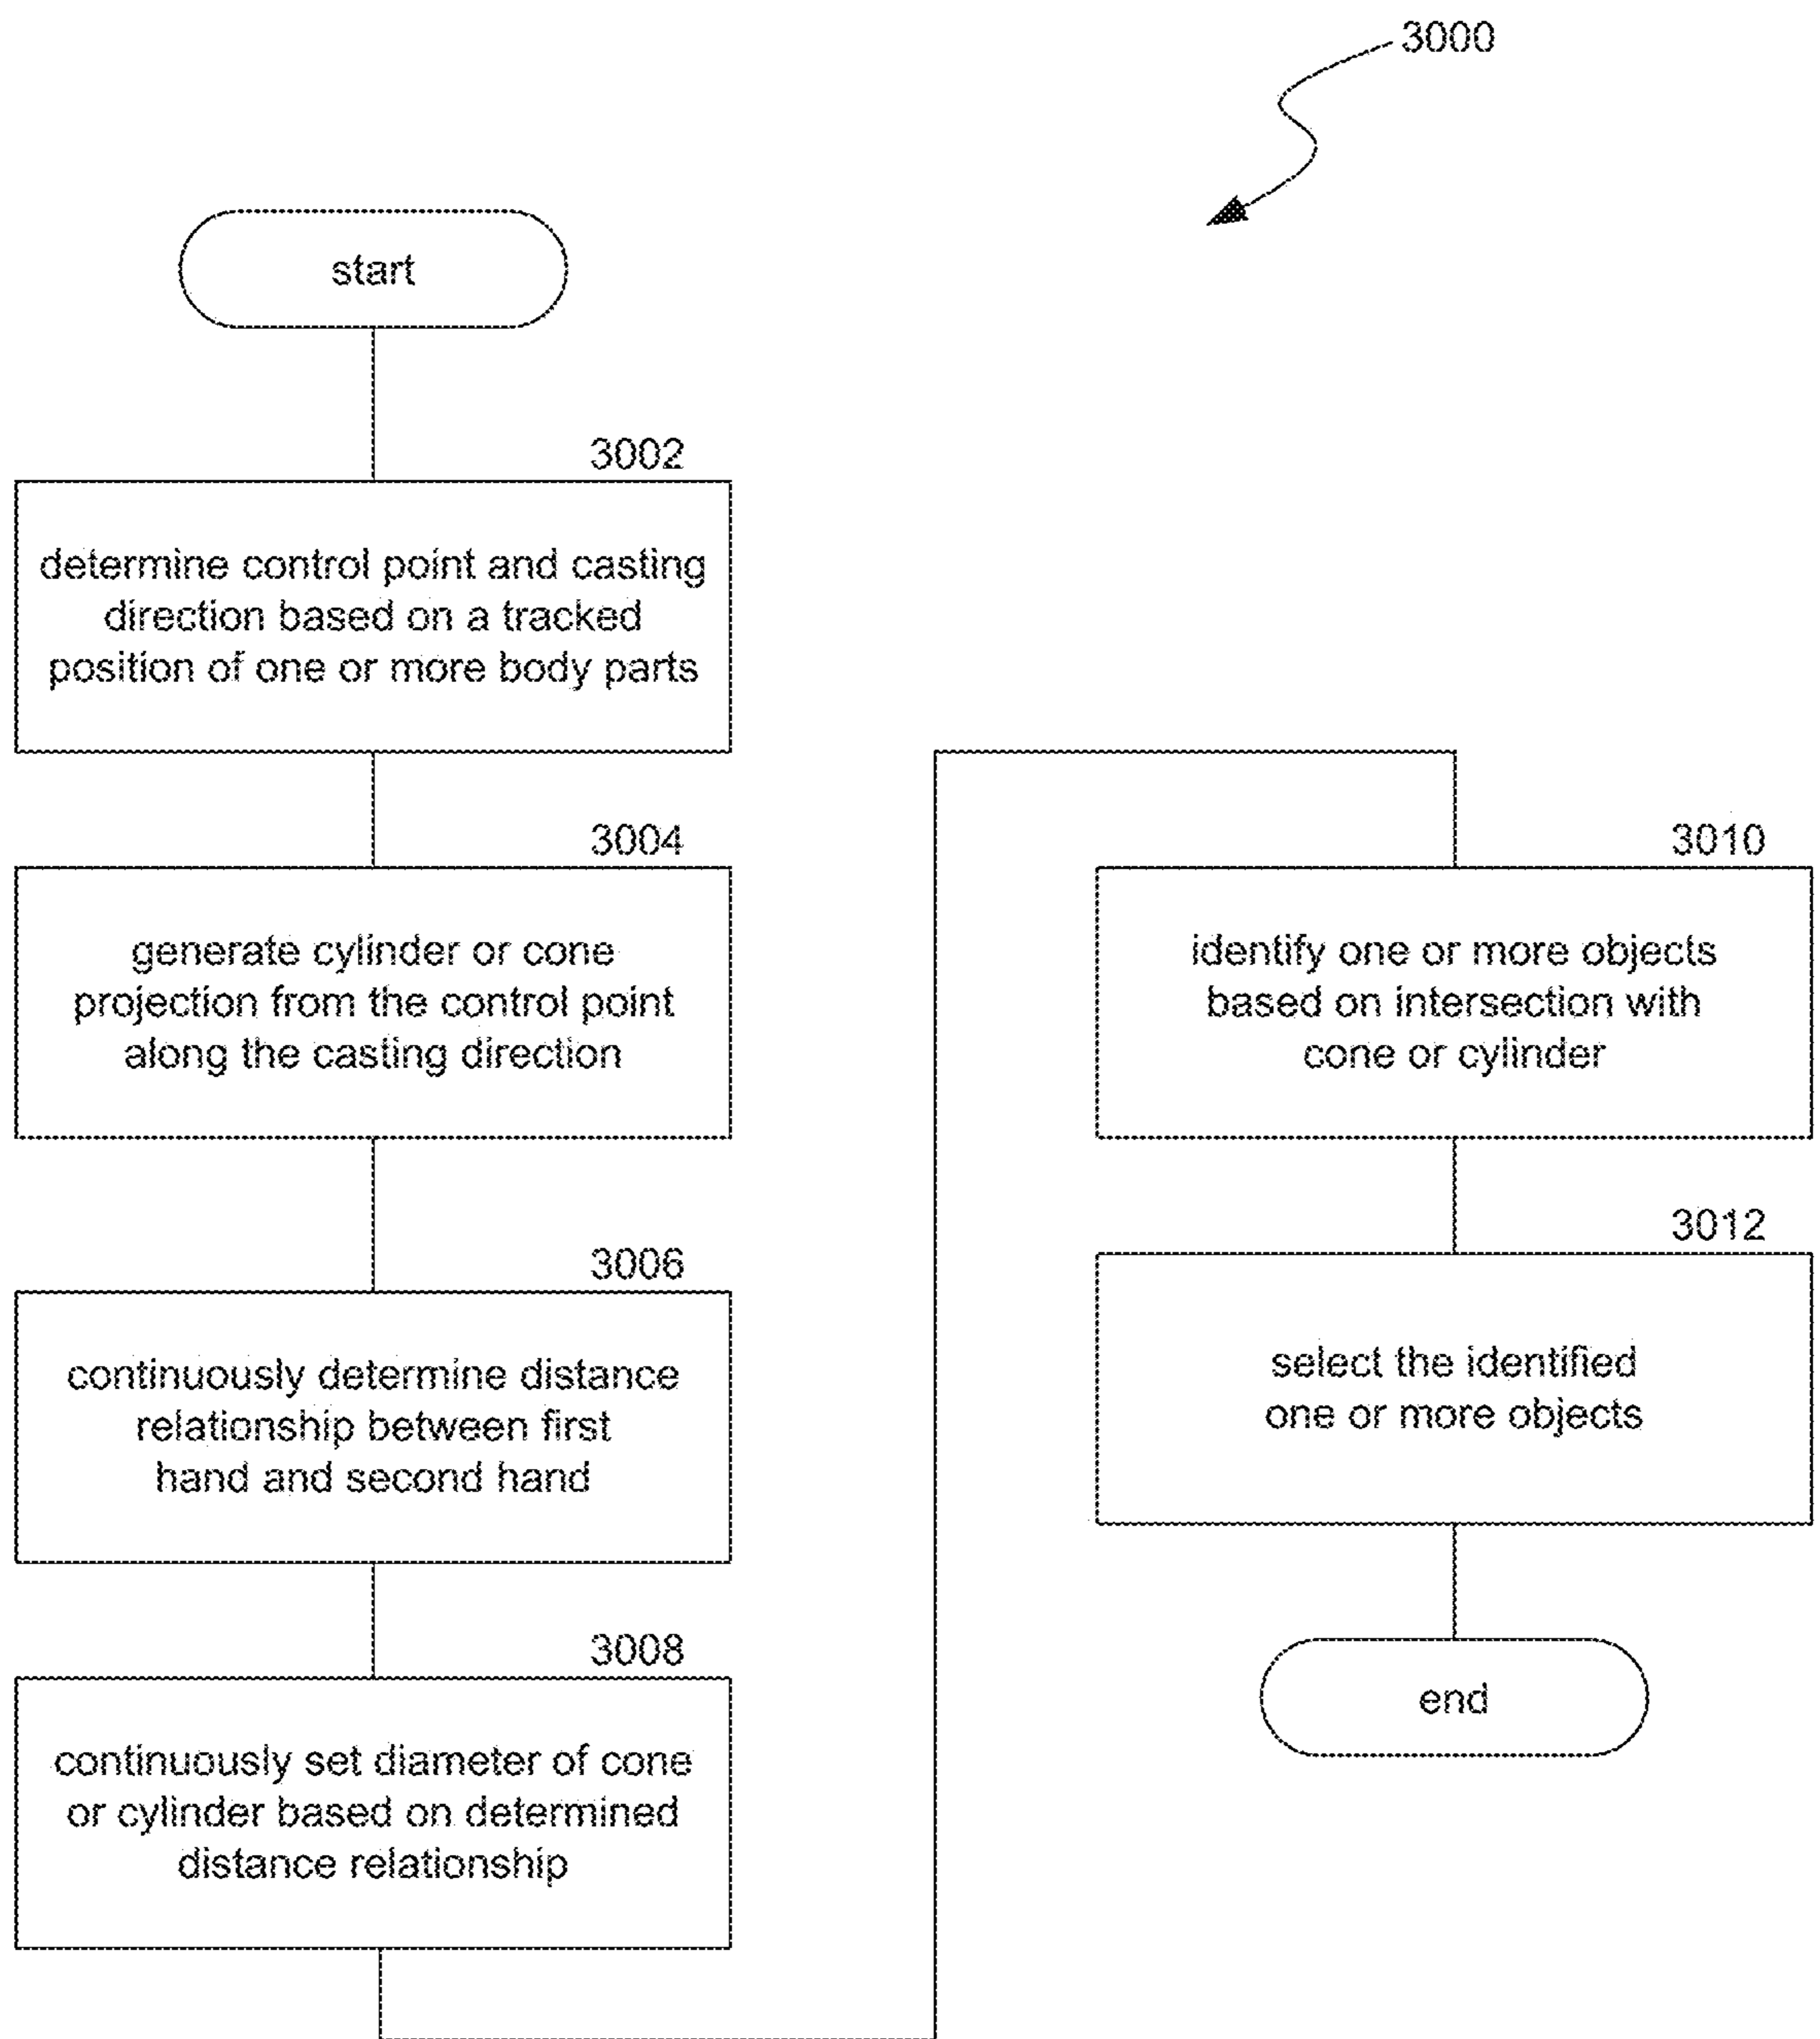 3000
start
3002
determine control point and casting
direction based on a tracked
position of one or more body parts
3004
generate cylinder or cone
projection from the control point
along the casting direction
3006
continuously determine distance
relationship between first
hand and second hand
3008
continuously set diameter of cone
or cylinder based on determined
distance relationship
3010
identify one or more objects
based on intersection with
cone or cylinder
3012
select the identified
one or more objects
end